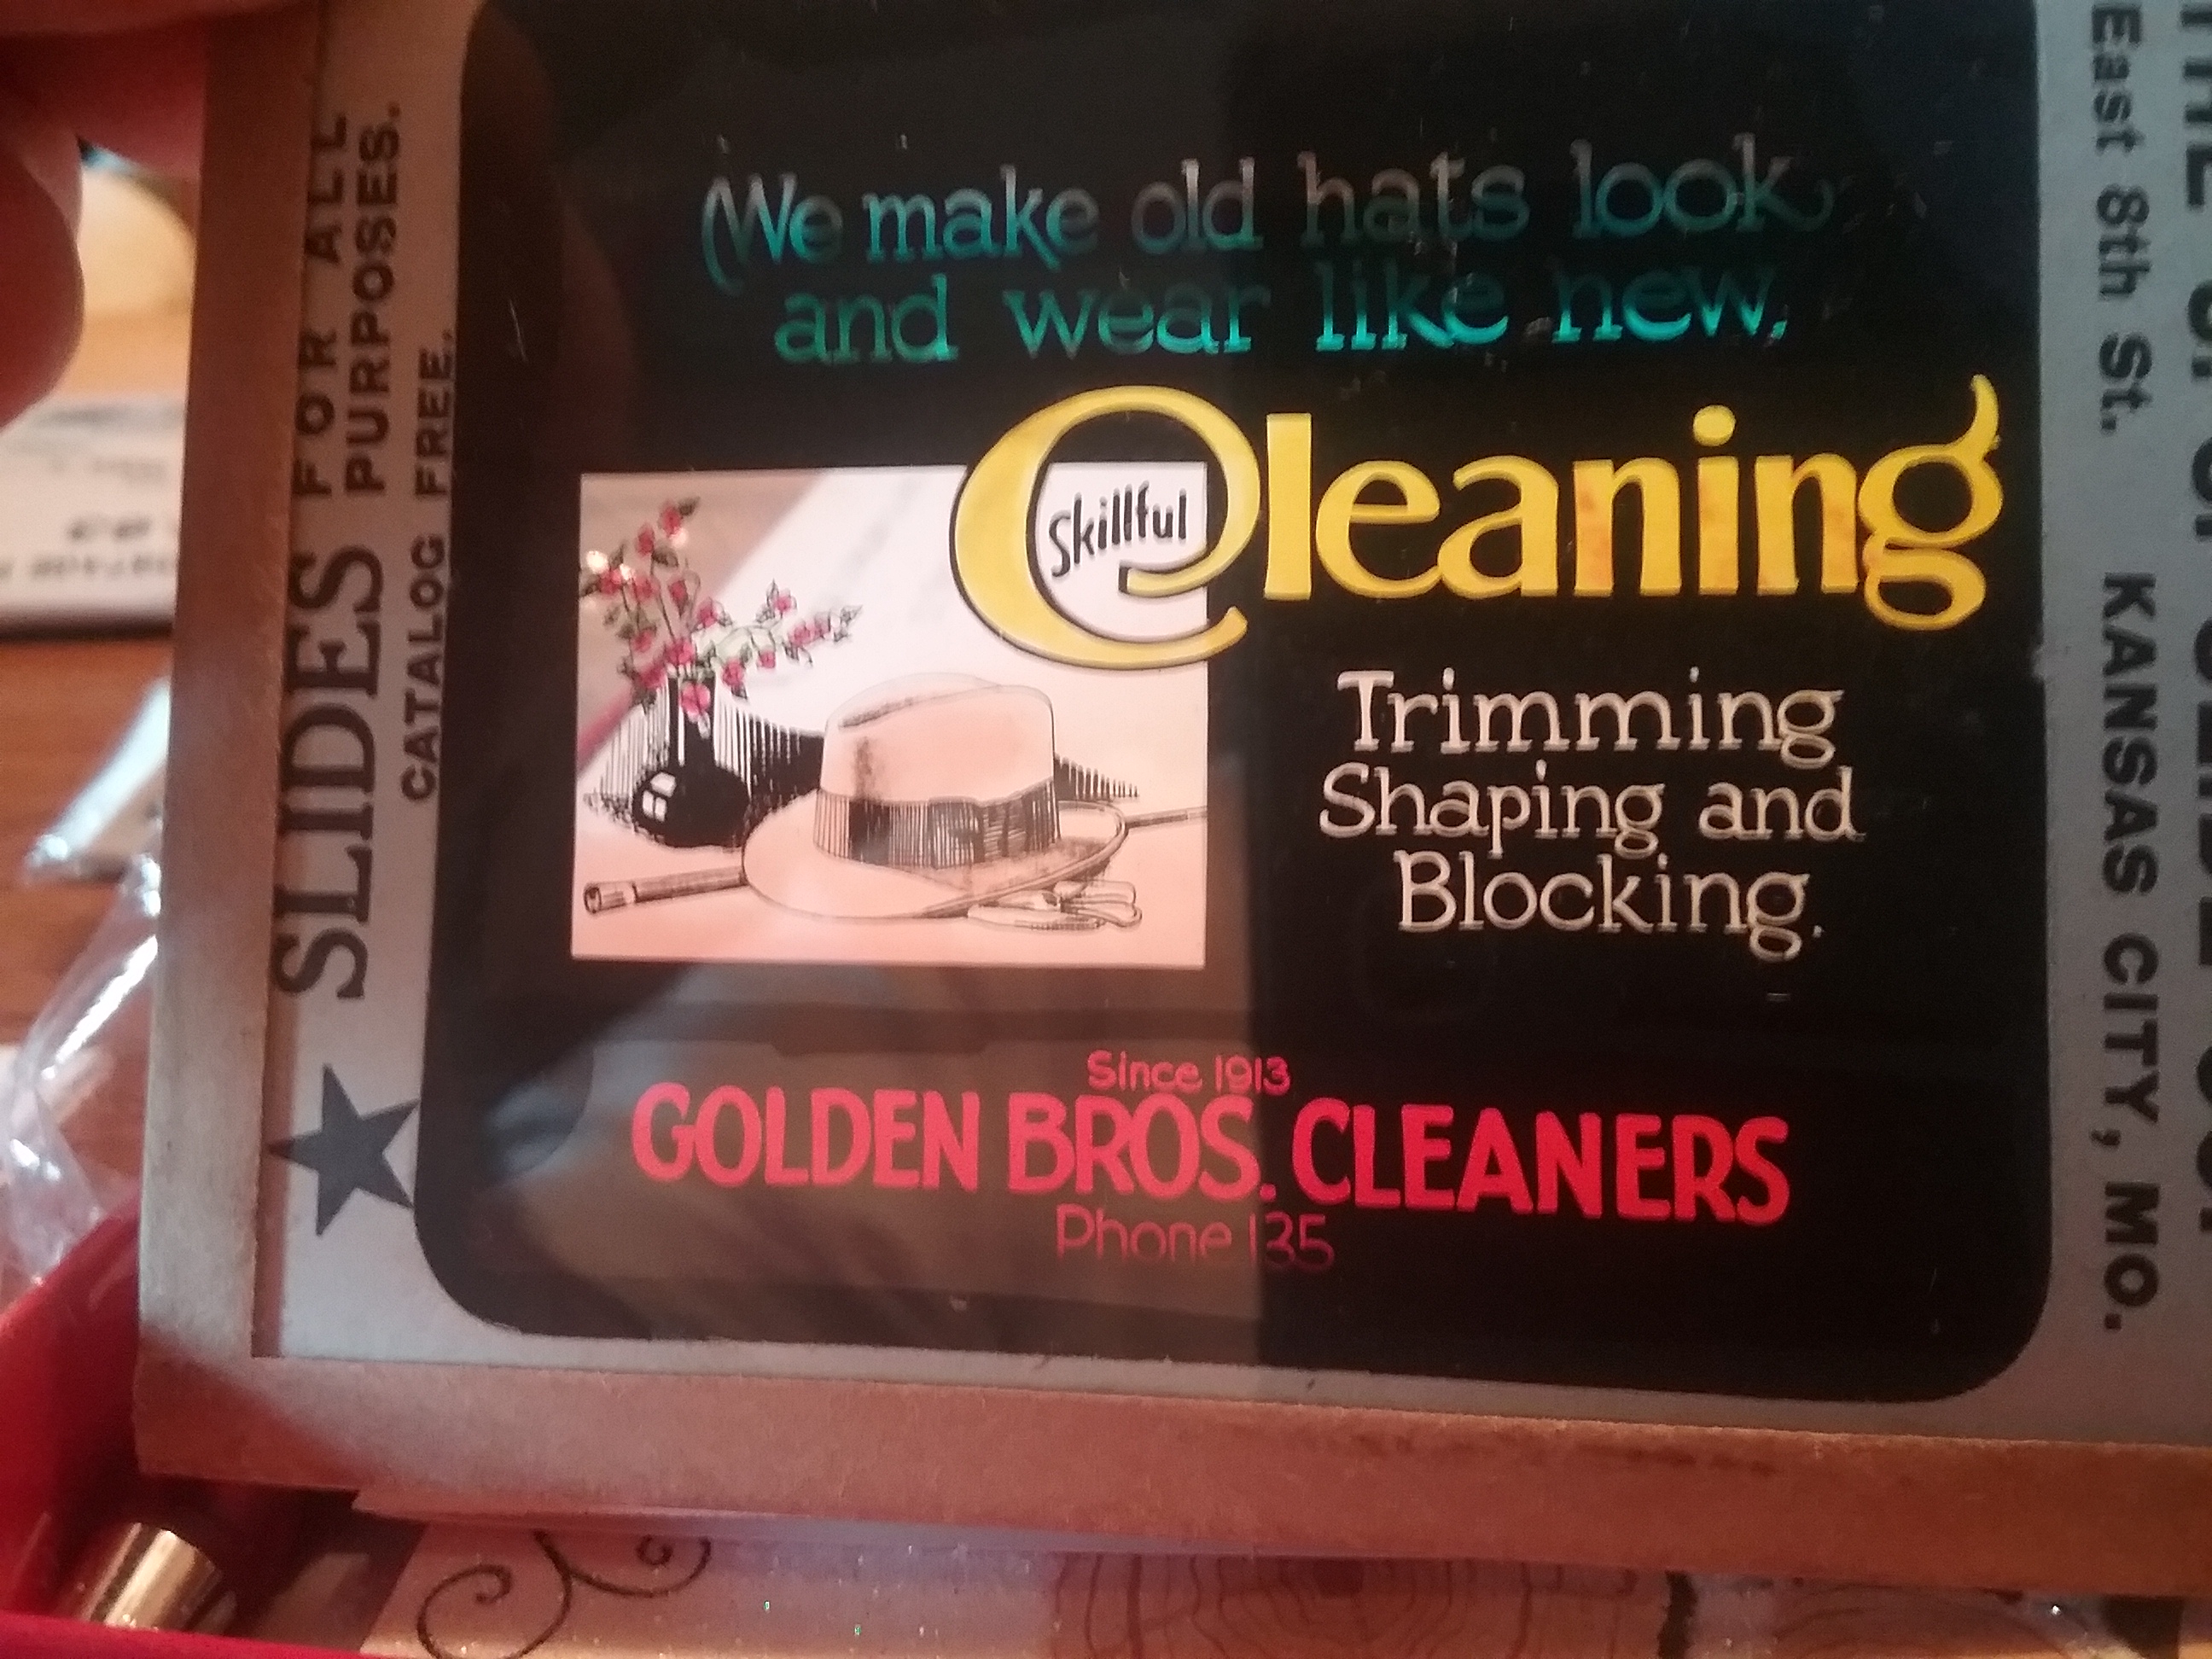 We make old hats look
and wear like new.
Skillful
Cleaning
Trimming
Shaping and
Blocking.
Since 1913
GOLDEN BROS. CLEANERS
Phone 135
SLIDES FOR ALL
PURPOSES.
CATALOG FREE.
East 8th St. KANSAS CITY, MO.
THE